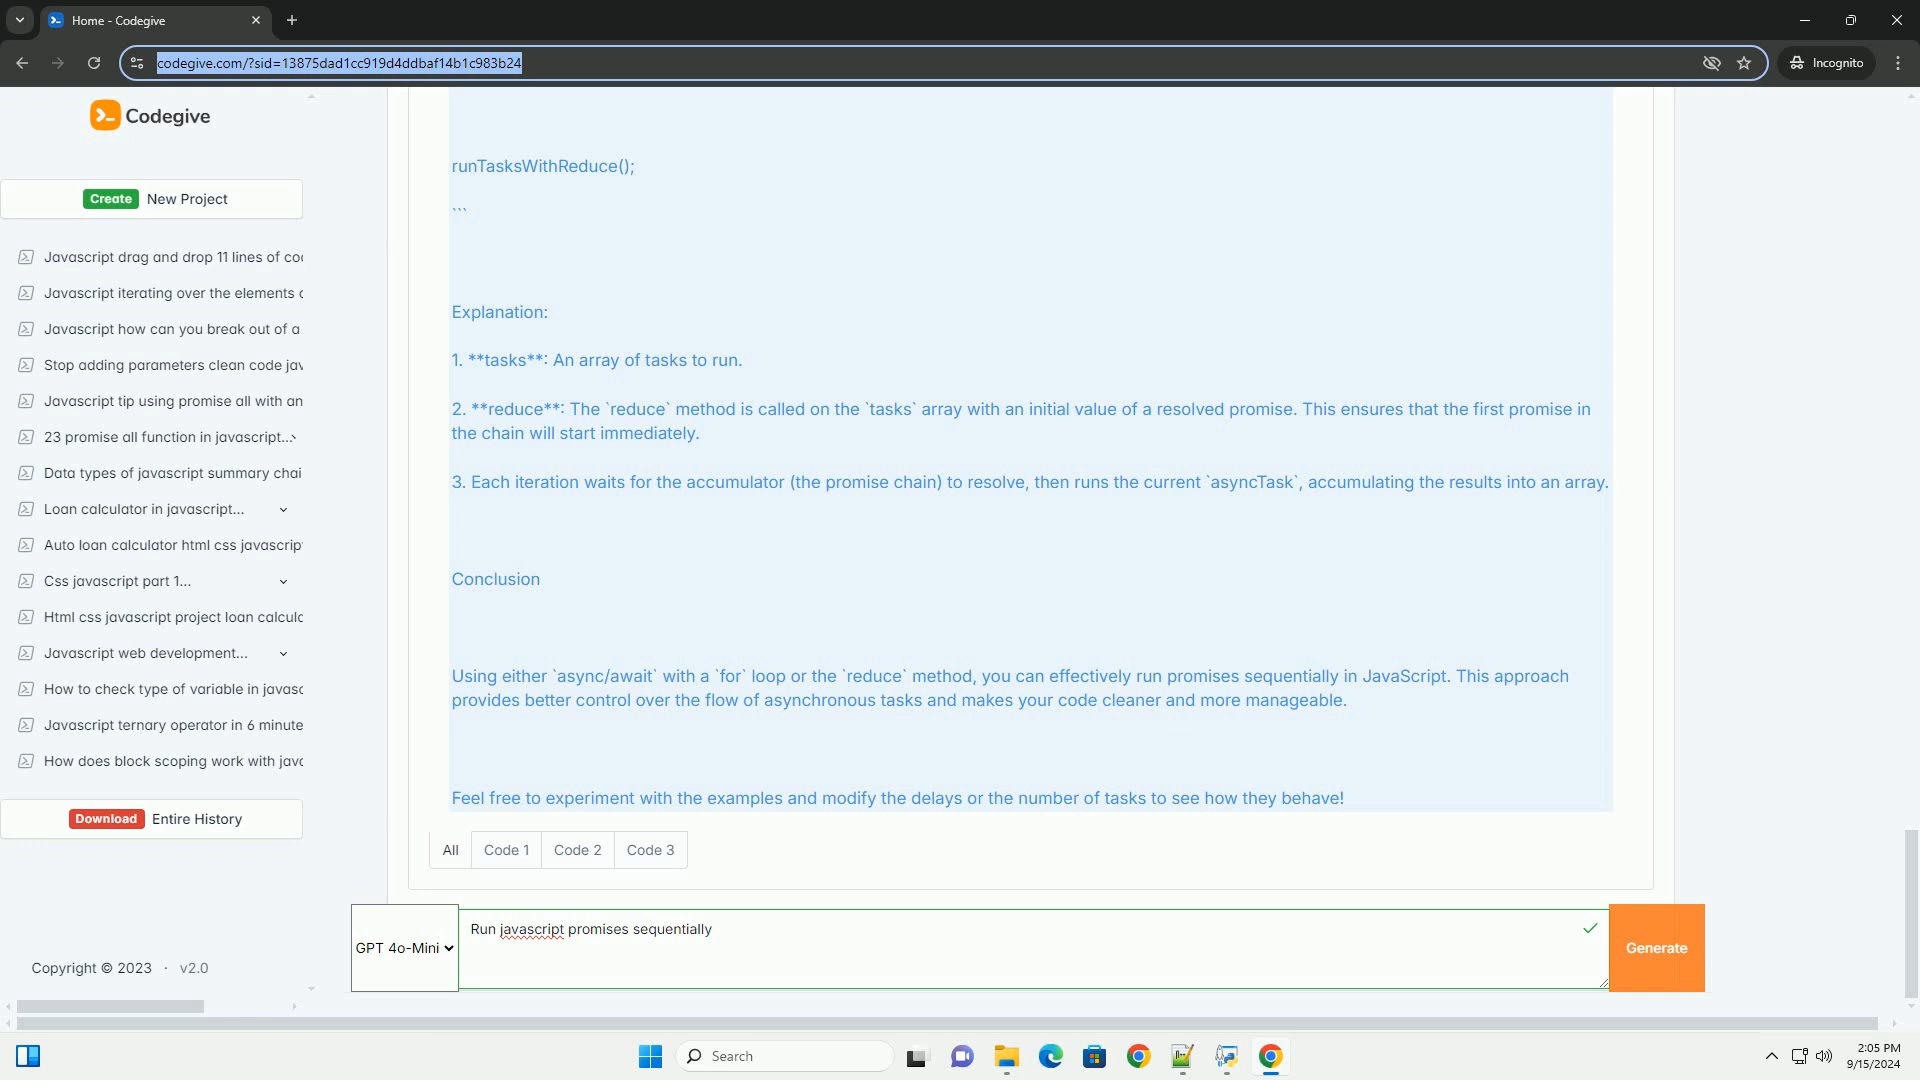 Home - Codegive
codegive.com/?sid=13875dad1cc919d4ddbaf14b1c983b24
Incognito
Codegive
Create New Project
Javascript drag and drop 11 lines of co
Javascript iterating over the elements
Javascript how can you break out of a
Stop adding parameters clean code jav
Javascript tip using promise all with an
23 promise all function in javascript...
Data types of javascript summary chai
Loan calculator in javascript...
Auto loan calculator html css javascrip
Css javascript part 1...
Html css javascript project loan calcula
Javascript web development...
How to check type of variable in javasc
Javascript ternary operator in 6 minute
How does block scoping work with java
Download Entire History
Copyright © 2023 · v2.0
runTasksWithReduce();
```
Explanation:
1. **tasks**: An array of tasks to run.
2. **reduce**: The `reduce` method is called on the `tasks` array with an initial value of a resolved promise. This ensures that the first promise in
the chain will start immediately.
3. Each iteration waits for the accumulator (the promise chain) to resolve, then runs the current `asyncTask`, accumulating the results into an array.
Conclusion
Using either `async/await` with a `for` loop or the `reduce` method, you can effectively run promises sequentially in JavaScript. This approach
provides better control over the flow of asynchronous tasks and makes your code cleaner and more manageable.
Feel free to experiment with the examples and modify the delays or the number of tasks to see how they behave!
All Code 1 Code 2 Code 3
GPT 4o-Mini
Run javascript promises sequentially
Generate
Search
2:05 PM
9/15/2024